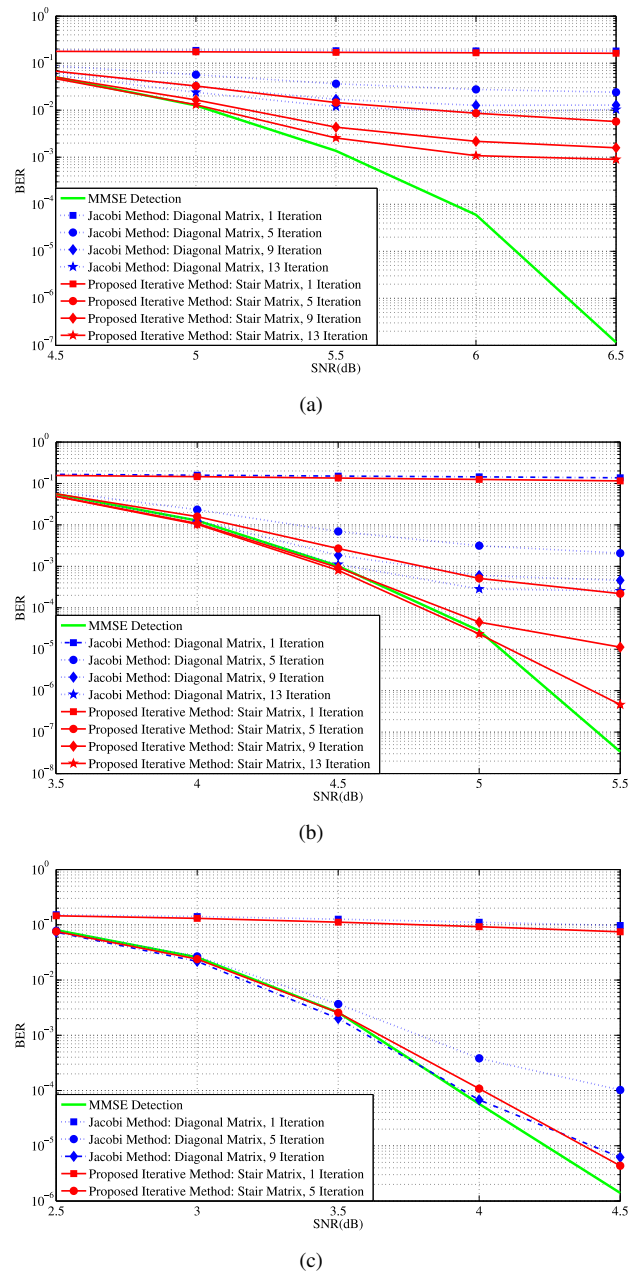 10^0
10^-1
10^-2
10^-3
10^-4
10^-5
10^-6
10^-7
BER
MMSE Detection
Jacobi Method: Diagonal Matrix, 1 Iteration
Jacobi Method: Diagonal Matrix, 5 Iteration
Jacobi Method: Diagonal Matrix, 9 Iteration
Jacobi Method: Diagonal Matrix, 13 Iteration
Proposed Iterative Method: Stair Matrix, 1 Iteration
Proposed Iterative Method: Stair Matrix, 5 Iteration
Proposed Iterative Method: Stair Matrix, 9 Iteration
Proposed Iterative Method: Stair Matrix, 13 Iteration
4.5 5 5.5 6 6.5
SNR(dB)
(a)
10^0
10^-1
10^-2
10^-3
10^-4
10^-5
10^-6
10^-7
10^-8
BER
MMSE Detection
Jacobi Method: Diagonal Matrix, 1 Iteration
Jacobi Method: Diagonal Matrix, 5 Iteration
Jacobi Method: Diagonal Matrix, 9 Iteration
Jacobi Method: Diagonal Matrix, 13 Iteration
Proposed Iterative Method: Stair Matrix, 1 Iteration
Proposed Iterative Method: Stair Matrix, 5 Iteration
Proposed Iterative Method: Stair Matrix, 9 Iteration
Proposed Iterative Method: Stair Matrix, 13 Iteration
3.5 4 4.5 5 5.5
SNR(dB)
(b)
10^0
10^-1
10^-2
10^-3
10^-4
10^-5
10^-6
BER
MMSE Detection
Jacobi Method: Diagonal Matrix, 1 Iteration
Jacobi Method: Diagonal Matrix, 5 Iteration
Jacobi Method: Diagonal Matrix, 9 Iteration
Proposed Iterative Method: Stair Matrix, 1 Iteration
Proposed Iterative Method: Stair Matrix, 5 Iteration
2.5 3 3.5 4 4.5
SNR(dB)
(c)